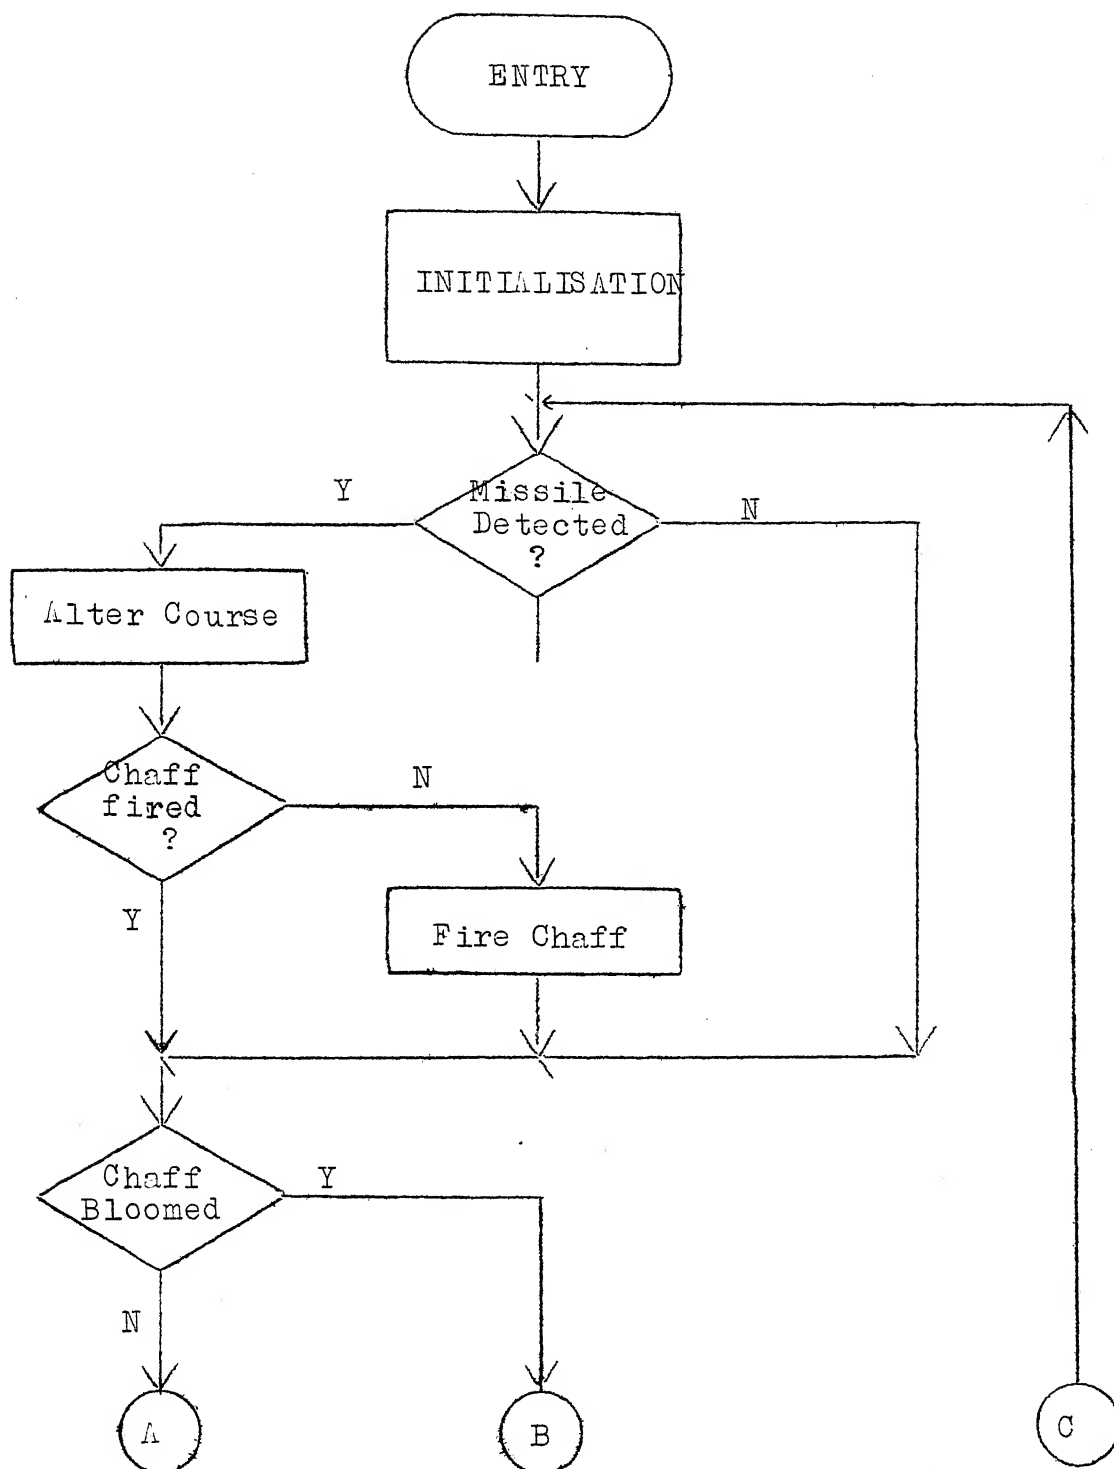 ENTRY
INITIALISATION
Y
Missile
Detected
?
N
Alter Course
Chaff
fired
?
N
Y
Fire Chaff
Chaff
Bloomed
Y
N
A
B
C